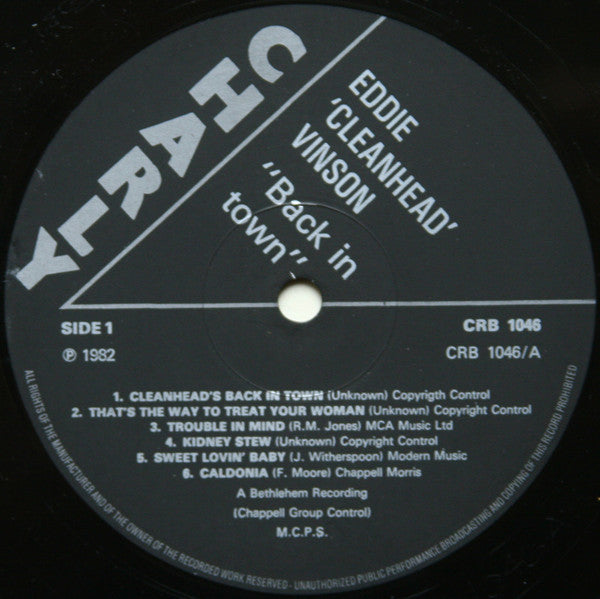 CHARLY
EDDIE
'CLEANHEAD'
VINSON
"Back in
town"
SIDE 1
℗ 1982
CRB 1046
CRB 1046/A
1. CLEANHEAD'S BACK IN TOWN (Unknown) Copyrigth Control
2. THAT'S THE WAY TO TREAT YOUR WOMAN (Unknown) Copyright Control
3. TROUBLE IN MIND (R.M. Jones) MCA Music Ltd
4. KIDNEY STEW (Unknown) Copyright Control
5. SWEET LOVIN' BABY (J. Witherspoon) Modern Music
6. CALDONIA (F. Moore) Chappell Morris
A Bethlehem Recording
(Chappell Group Control)
M.C.P.S.
ALL RIGHTS OF THE MANUFACTURER AND OF THE OWNER OF THE RECORDED WORK RESERVED - UNAUTHORIZED PUBLIC PERFORMANCE BROADCASTING AND COPYING OF THIS RECORD PROHIBITED